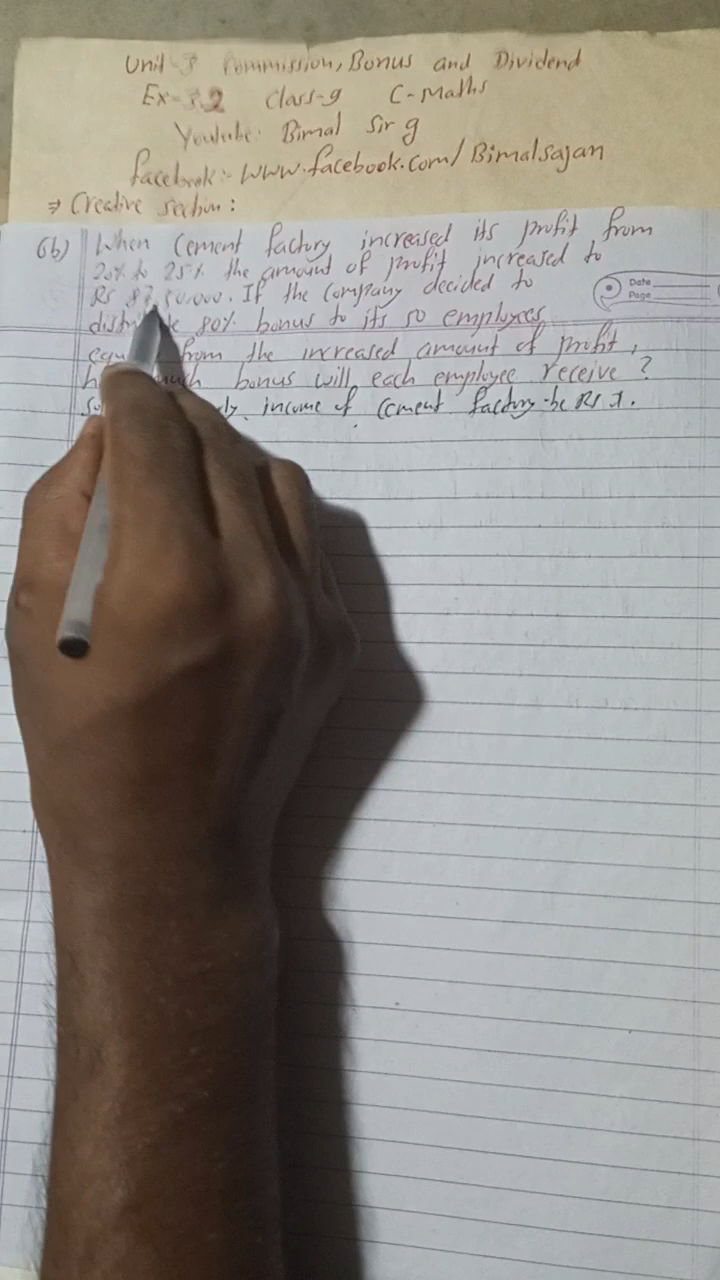 Unit-3 Commission, Bonus and Dividend
Ex-3.2 Class-9 C-Maths
Youtube: Bimal Sir g
facebook:- www.facebook.com/Bimalsajan
⇒ Creative section:
6b) When Cement factory increased its profit from
20% to 25% the amount of profit increased to
Rs 87,50,000. If the Company decided to
80% bonus to its 50 employees
from the increased amount of profit,
bonus will each employee receive?
income of Cement factory be Rs x.
Date
Page